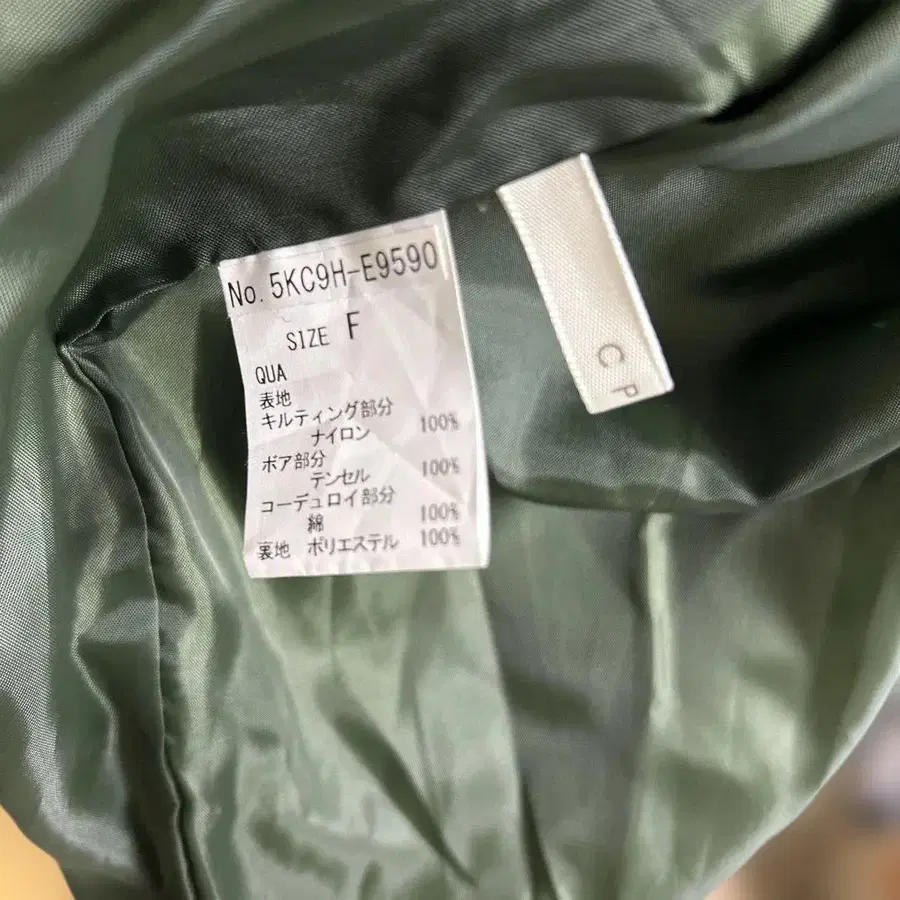 No. 5KC9H-E9590
SIZE F
QUA
表地
キルティング部分
ナイロン 100%
ボア部分
テンセル 100%
コーデュロイ部分
綿 100%
裏地 ポリエステル 100%
C P